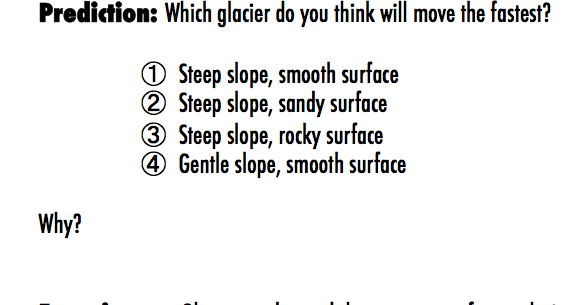 Prediction: Which glacier do you think will move the fastest?
① Steep slope, smooth surface
② Steep slope, sandy surface
③ Steep slope, rocky surface
④ Gentle slope, smooth surface
Why?